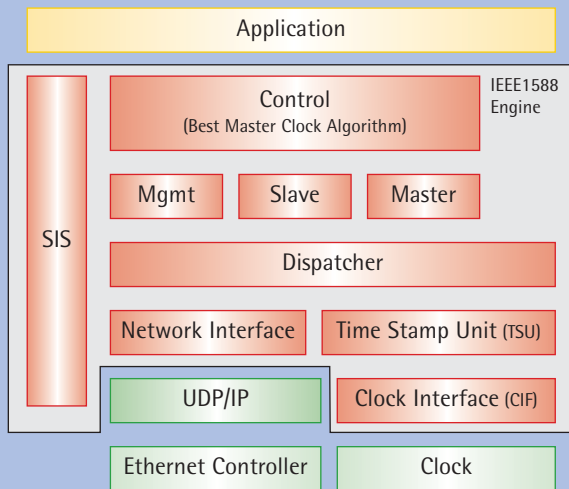 Application
IEEE1588
Engine
Control
(Best Master Clock Algorithm)
SIS
Mgmt
Slave
Master
Dispatcher
Network Interface
Time Stamp Unit (TSU)
UDP/IP
Clock Interface (CIF)
Ethernet Controller
Clock